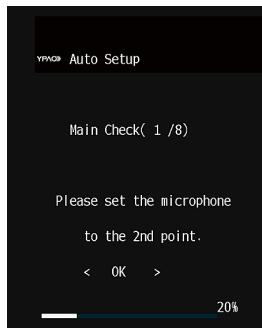 YPAO Auto Setup
Main Check( 1 /8)
Please set the microphone
to the 2nd point.
< OK >
20%